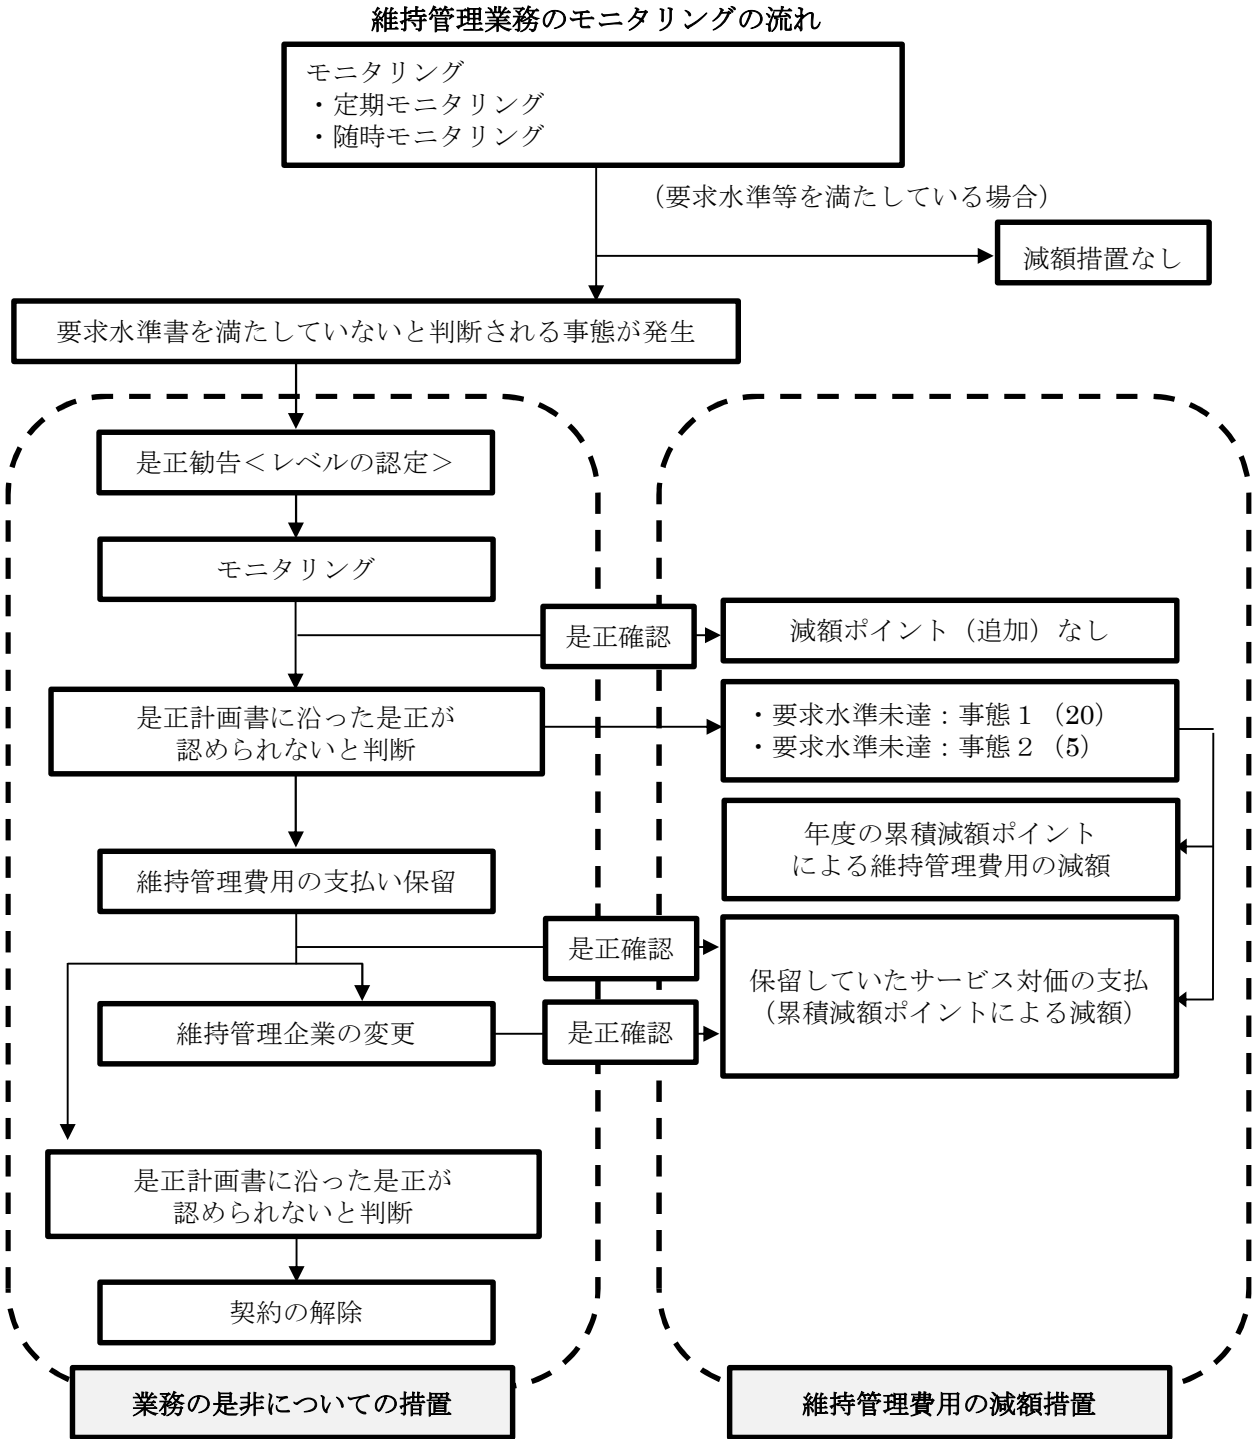 維持管理業務のモニタリングの流れ
モニタリング
・定期モニタリング
・随時モニタリング
（要求水準等を満たしている場合）
減額措置なし
要求水準書を満たしていないと判断される事態が発生
是正勧告＜レベルの認定＞
モニタリング
是正確認
減額ポイント（追加）なし
是正計画書に沿った是正が
認められないと判断
・要求水準未達：事態１（20）
・要求水準未達：事態２（5）
年度の累積減額ポイント
による維持管理費用の減額
維持管理費用の支払い保留
是正確認
保留していたサービス対価の支払
（累積減額ポイントによる減額）
維持管理企業の変更
是正確認
是正計画書に沿った是正が
認められないと判断
契約の解除
業務の是非についての措置
維持管理費用の減額措置